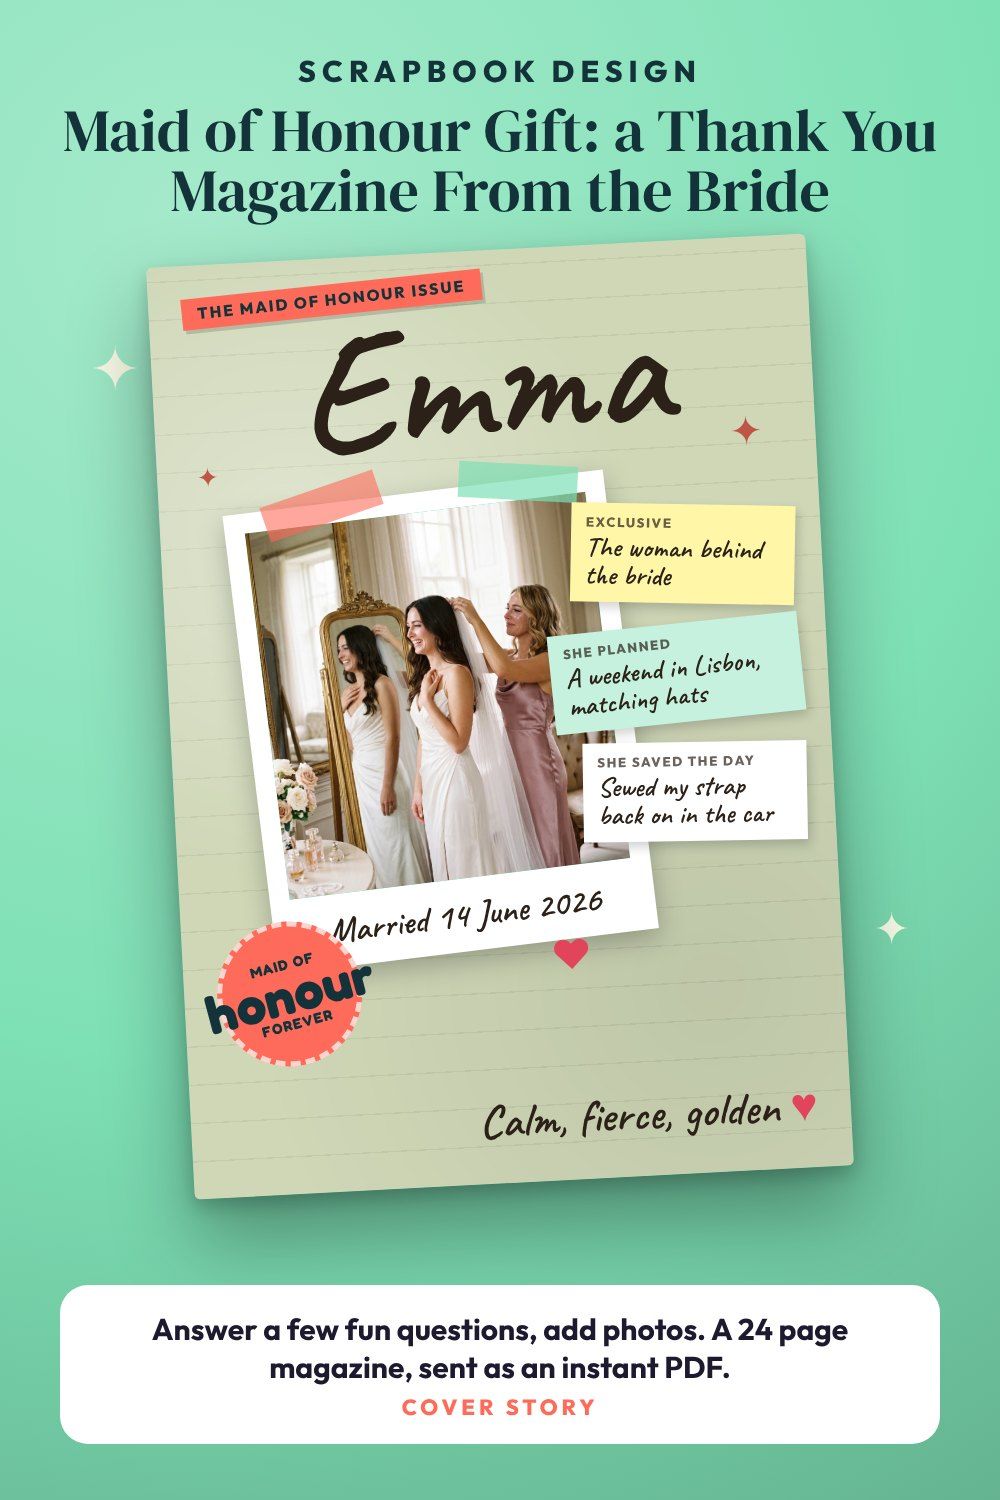 SCRAPBOOK DESIGN
Maid of Honour Gift: a Thank You
Magazine From the Bride
THE MAID OF HONOUR ISSUE
Emma
EXCLUSIVE
The woman behind
the bride
SHE PLANNED
A weekend in Lisbon,
matching hats
SHE SAVED THE DAY
Sewed my strap
back on in the car
Married 14 June 2026
MAID OF
honour
FOREVER
Calm, fierce, golden ♥
Answer a few fun questions, add photos. A 24 page
magazine, sent as an instant PDF.
COVER STORY